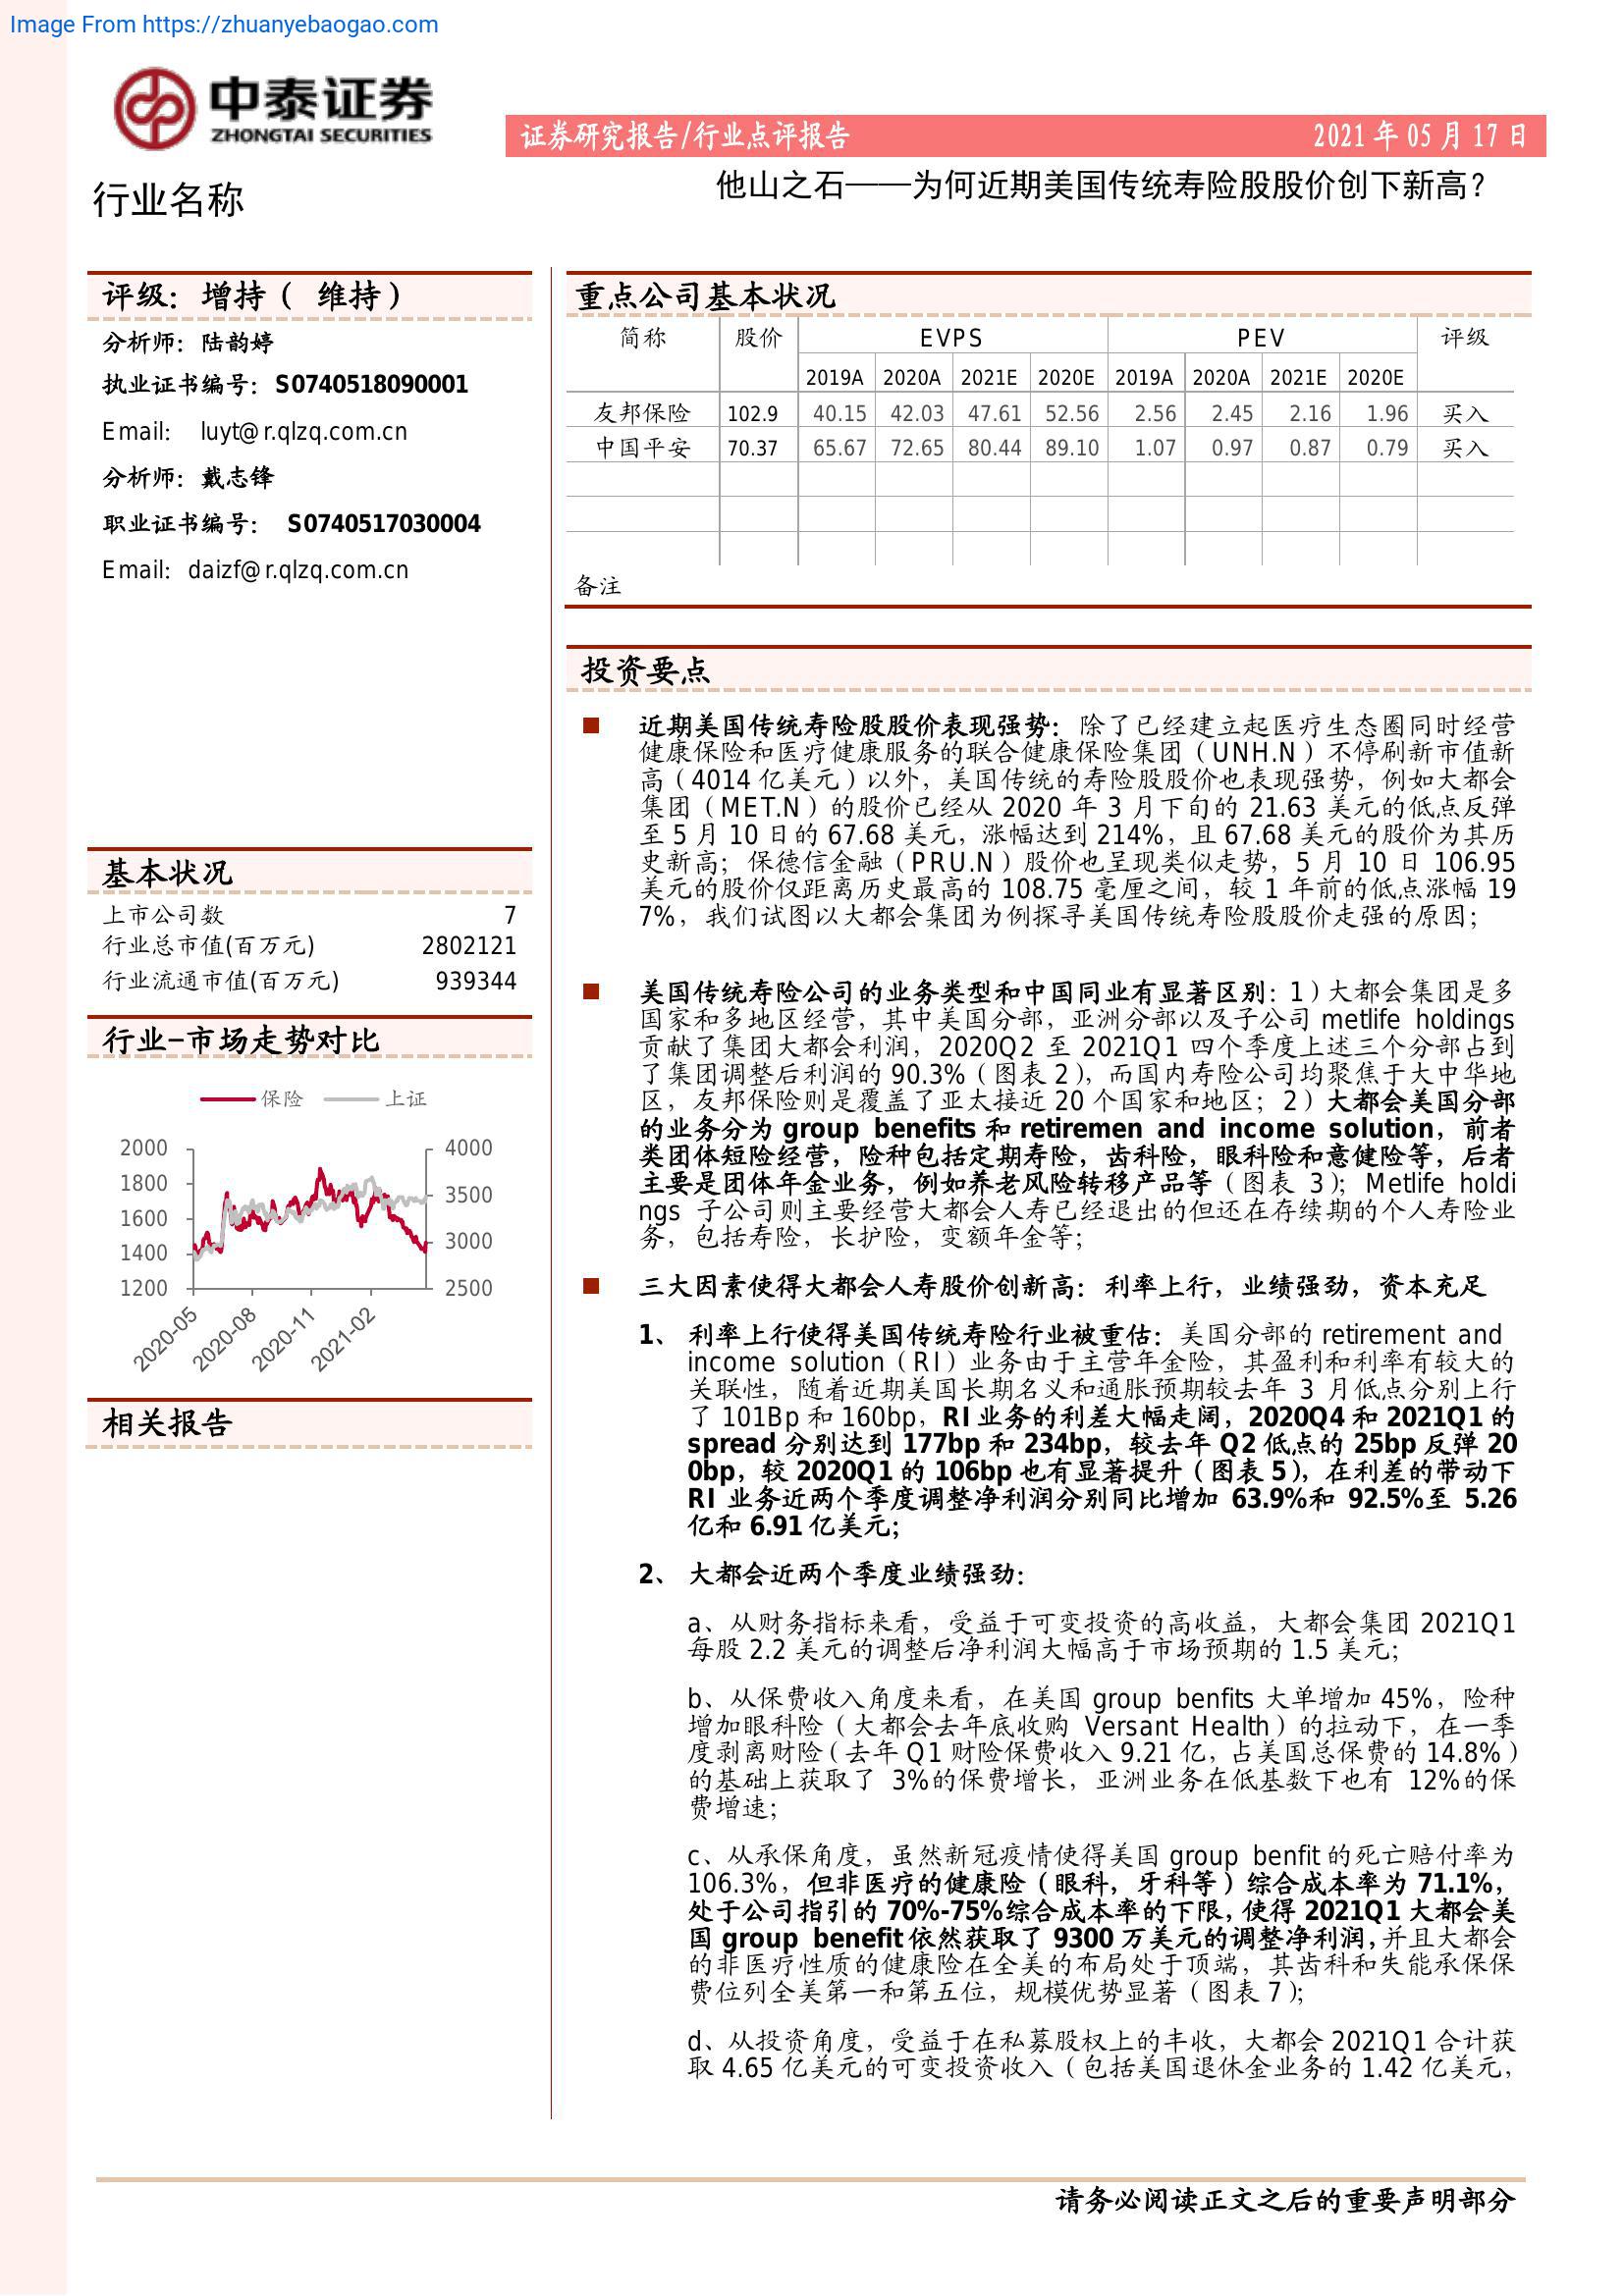 Image From https://zhuanyebaogao.com
中泰证券
ZHONGTAI SECURITIES
证券研究报告/行业点评报告 2021 年 05 月 17 日
行业名称
他山之石——为何近期美国传统寿险股股价创下新高?
评级：增持（ 维持）
分析师：陆韵婷
执业证书编号：S0740518090001
Email： luyt@r.qlzq.com.cn
分析师：戴志锋
职业证书编号： S0740517030004
Email：daizf@r.qlzq.com.cn
基本状况
上市公司数 7
行业总市值(百万元) 2802121
行业流通市值(百万元) 939344
行业-市场走势对比
保险 上证
2000 4000
1800 3500
1600
1400 3000
1200 2500
2020-05 2020-08 2020-11 2021-02
相关报告
重点公司基本状况
简称 股价 EVPS PEV 评级
2019A 2020A 2021E 2020E 2019A 2020A 2021E 2020E
友邦保险 102.9 40.15 42.03 47.61 52.56 2.56 2.45 2.16 1.96 买入
中国平安 70.37 65.67 72.65 80.44 89.10 1.07 0.97 0.87 0.79 买入
备注
投资要点
近期美国传统寿险股股价表现强势：除了已经建立起医疗生态圈同时经营
健康保险和医疗健康服务的联合健康保险集团（UNH.N）不停刷新市值新
高（4014 亿美元）以外，美国传统的寿险股股价也表现强势，例如大都会
集团（MET.N）的股价已经从 2020 年 3 月下旬的 21.63 美元的低点反弹
至 5 月 10 日的 67.68 美元，涨幅达到 214%，且 67.68 美元的股价为其历
史新高；保德信金融（PRU.N）股价也呈现类似走势，5 月 10 日 106.95
美元的股价仅距离历史最高的 108.75 毫厘之间，较 1 年前的低点涨幅 19
7%，我们试图以大都会集团为例探寻美国传统寿险股股价走强的原因；
美国传统寿险公司的业务类型和中国同业有显著区别：1）大都会集团是多
国家和多地区经营，其中美国分部，亚洲分部以及子公司 metlife holdings
贡献了集团大都会利润，2020Q2 至 2021Q1 四个季度上述三个分部占到
了集团调整后利润的 90.3%（图表 2），而国内寿险公司均聚焦于大中华地
区，友邦保险则是覆盖了亚太接近 20 个国家和地区；2）大都会美国分部
的业务分为 group benefits 和 retiremen and income solution，前者
类团体短险经营，险种包括定期寿险，齿科险，眼科险和意健险等，后者
主要是团体年金业务，例如养老风险转移产品等（图表 3）；Metlife holdi
ngs 子公司则主要经营大都会人寿已经退出的但还在存续期的个人寿险业
务，包括寿险，长护险，变额年金等；
三大因素使得大都会人寿股价创新高：利率上行，业绩强劲，资本充足
1、 利率上行使得美国传统寿险行业被重估：美国分部的 retirement and
income solution（RI）业务由于主营年金险，其盈利和利率有较大的
关联性，随着近期美国长期名义和通胀预期较去年 3 月低点分别上行
了 101Bp 和 160bp，RI 业务的利差大幅走阔，2020Q4 和 2021Q1 的
spread 分别达到 177bp 和 234bp，较去年 Q2 低点的 25bp 反弹 20
0bp，较 2020Q1 的 106bp 也有显著提升（图表 5），在利差的带动下
RI 业务近两个季度调整净利润分别同比增加 63.9%和 92.5%至 5.26
亿和 6.91 亿美元；
2、 大都会近两个季度业绩强劲：
a、从财务指标来看，受益于可变投资的高收益，大都会集团 2021Q1
每股 2.2 美元的调整后净利润大幅高于市场预期的 1.5 美元；
b、从保费收入角度来看，在美国 group benfits 大单增加 45%，险种
增加眼科险（大都会去年底收购 Versant Health）的拉动下，在一季
度剥离财险（去年 Q1 财险保费收入 9.21 亿，占美国总保费的 14.8%）
的基础上获取了 3%的保费增长，亚洲业务在低基数下也有 12%的保
费增速；
c、从承保角度，虽然新冠疫情使得美国 group benfit 的死亡赔付率为
106.3%，但非医疗的健康险（眼科，牙科等）综合成本率为 71.1%，
处于公司指引的 70%-75%综合成本率的下限，使得 2021Q1 大都会美
国 group benefit 依然获取了 9300 万美元的调整净利润，并且大都会
的非医疗性质的健康险在全美的布局处于顶端，其齿科和失能承保保
费位列全美第一和第五位，规模优势显著（图表 7）；
d、从投资角度，受益于在私募股权上的丰收，大都会 2021Q1 合计获
取 4.65 亿美元的可变投资收入（包括美国退休金业务的 1.42 亿美元，
请务必阅读正文之后的重要声明部分